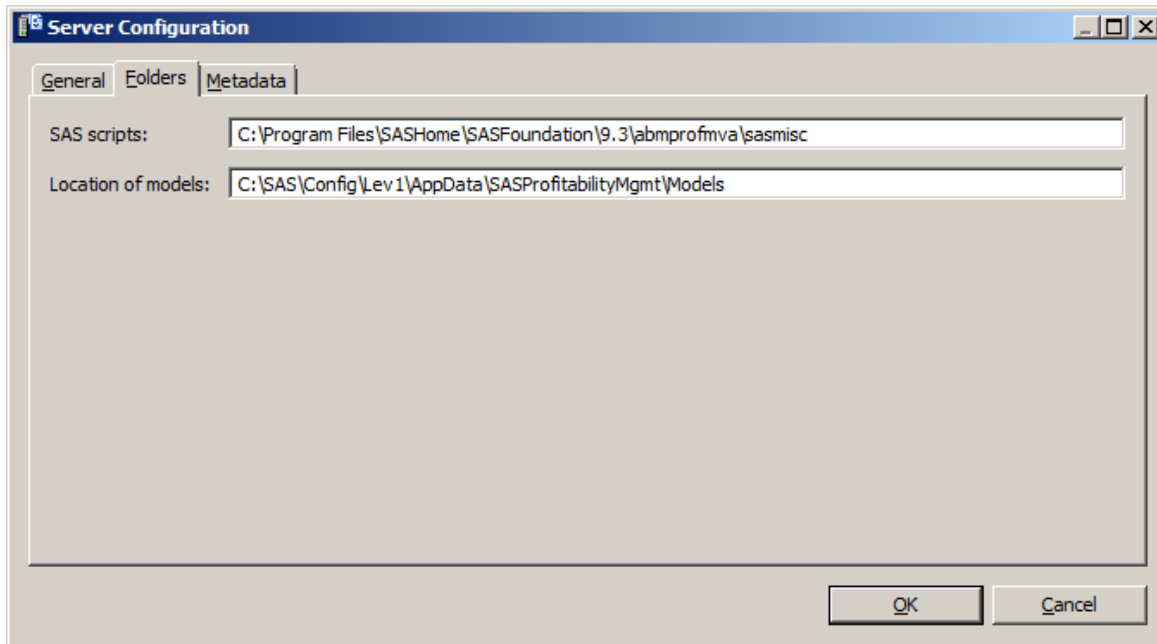 Server Configuration
General Folders Metadata
SAS scripts: C:\Program Files\SASHome\SASFoundation\9.3\abmprofmva\sasmisc
Location of models: C:\SAS\Config\Lev1\AppData\SASProfitabilityMgmt\Models
OK Cancel